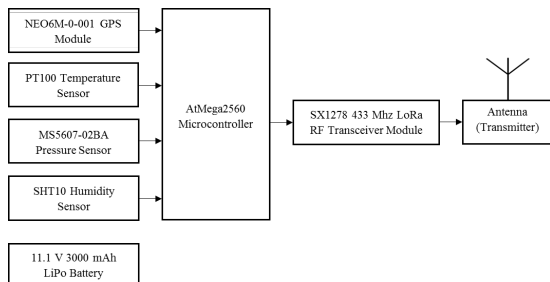 NEO6M-0-001 GPS
Module
PT100 Temperature
Sensor
MS5607-02BA
Pressure Sensor
SHT10 Humidity
Sensor
11.1 V 3000 mAh
LiPo Battery
AtMega2560
Microcontroller
SX1278 433 Mhz LoRa
RF Transceiver Module
Antenna
(Transmitter)